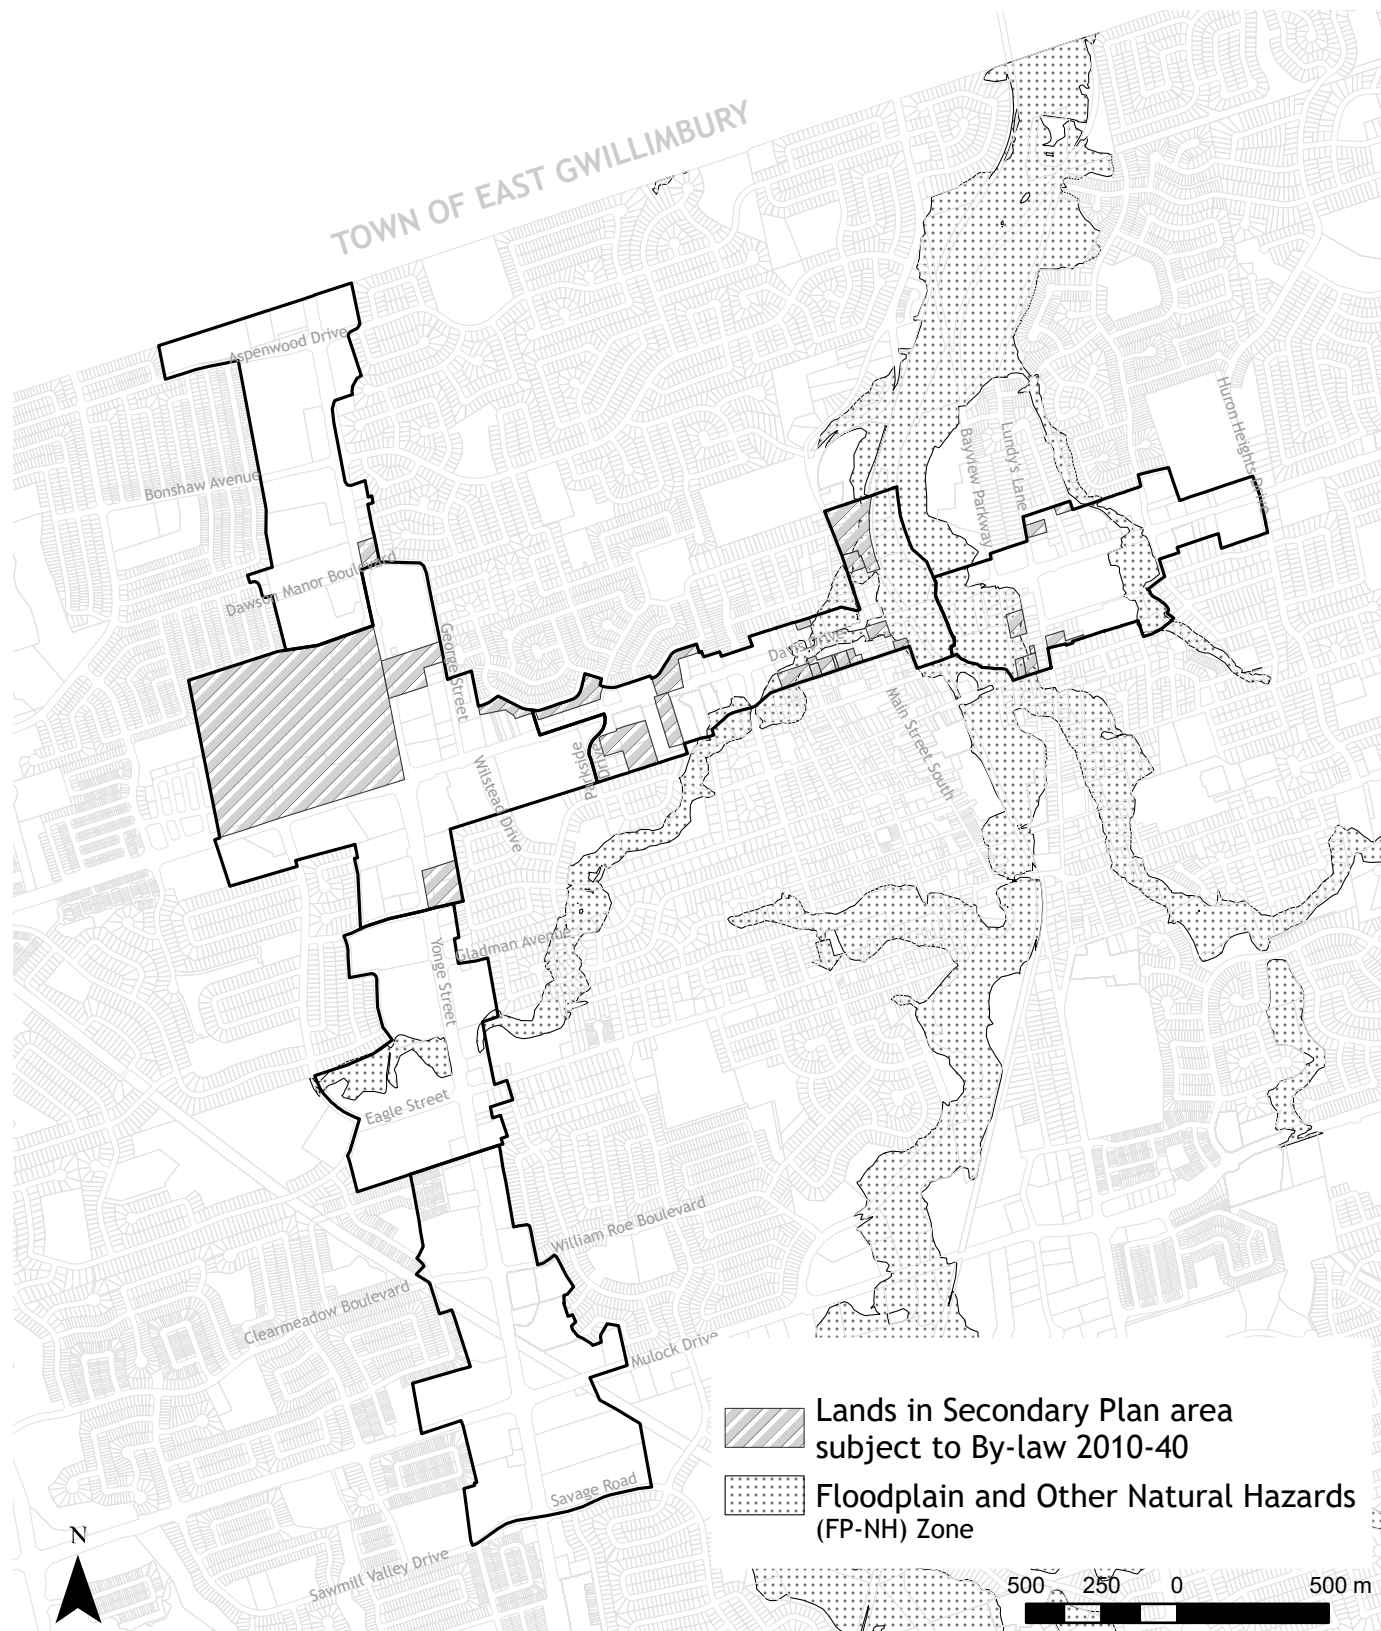 TOWN OF EAST GWILLIMBURY
Aspenwood Drive
Huron Heights Drive
Lundy's Lane
Bayview Parkway
Bonshaw Avenue
Dawson Manor Boulevard
George Street
Davis Drive
Main Street South
Parkside
Drive
Wilstead Drive
Gladman Avenue
Yonge Street
Eagle Street
William Roe Boulevard
Clearmeadow Boulevard
Mulock Drive
Savage Road
Sawmill Valley Drive
Lands in Secondary Plan area
subject to By-law 2010-40
Floodplain and Other Natural Hazards
(FP-NH) Zone
N
500 250 0 500 m